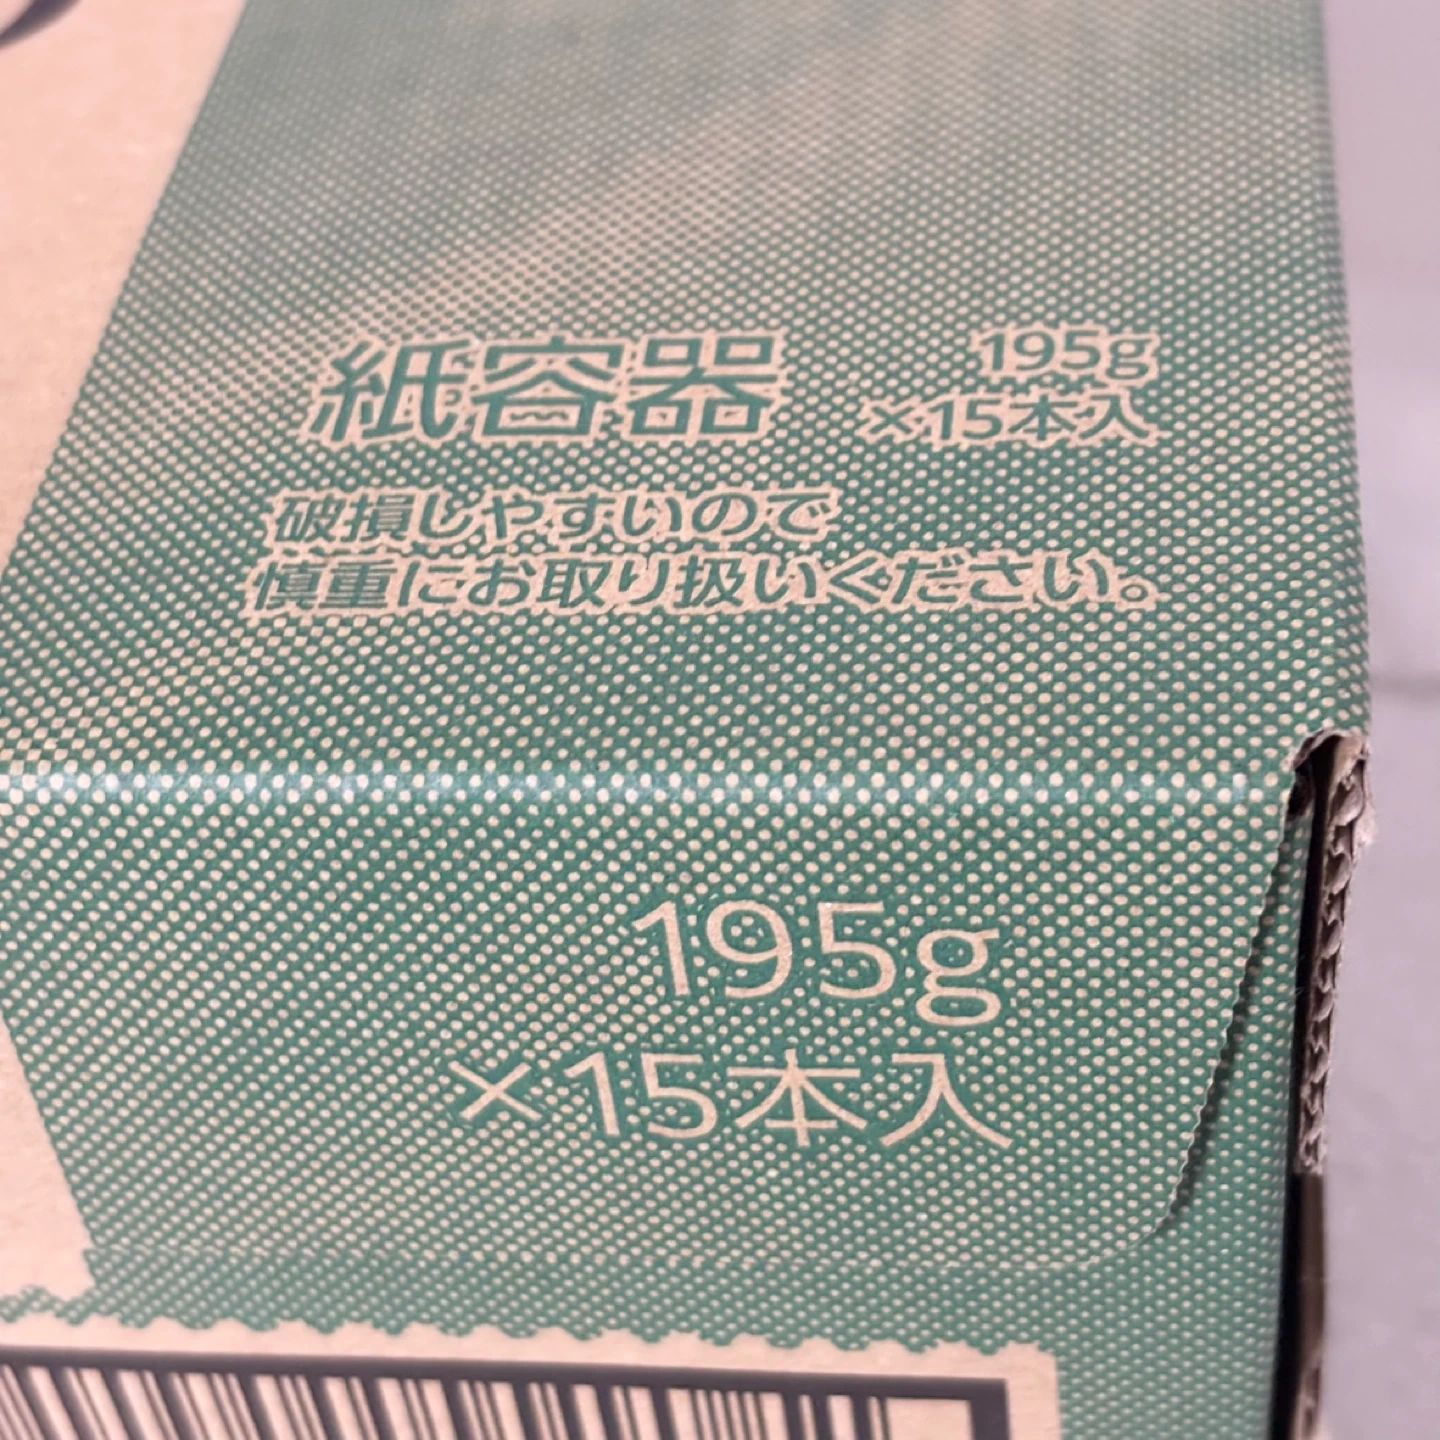 紙容器
195g
×15本入
破損しやすいので
慎重にお取り扱いください。
195g
×15本入